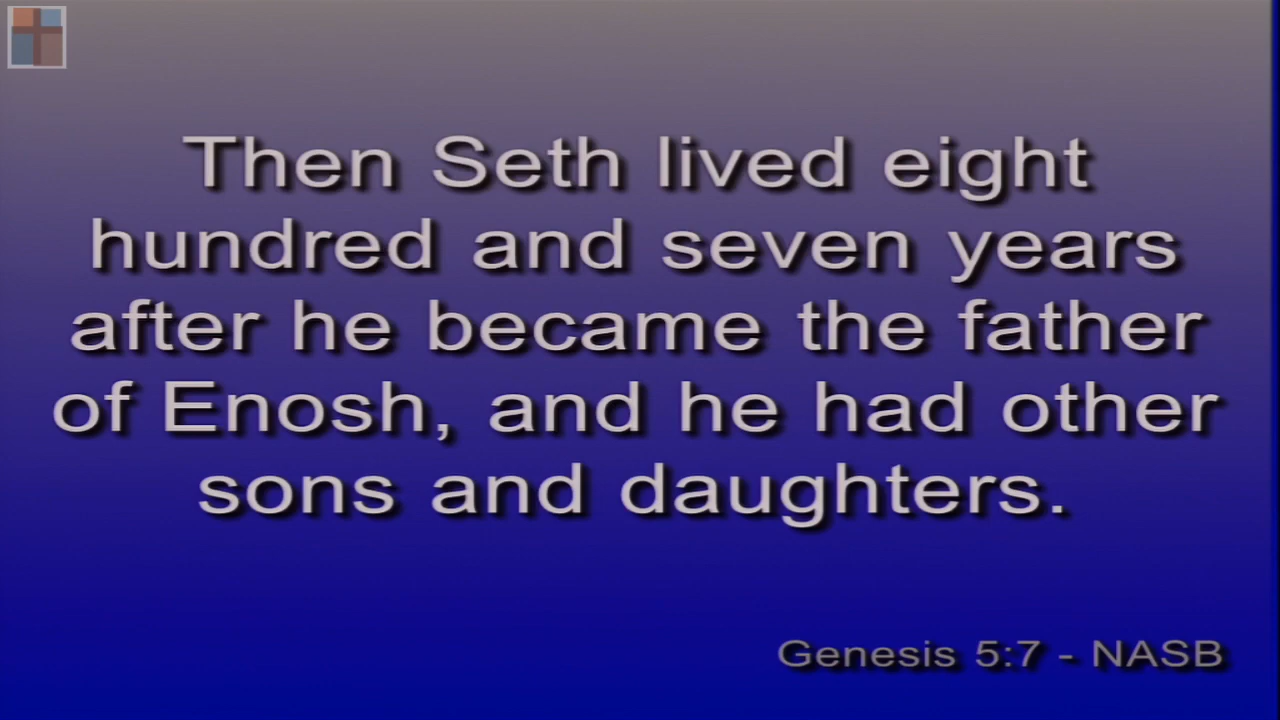 Then Seth lived eight
hundred and seven years
after he became the father
of Enosh, and he had other
sons and daughters.
Genesis 5:7 - NASB